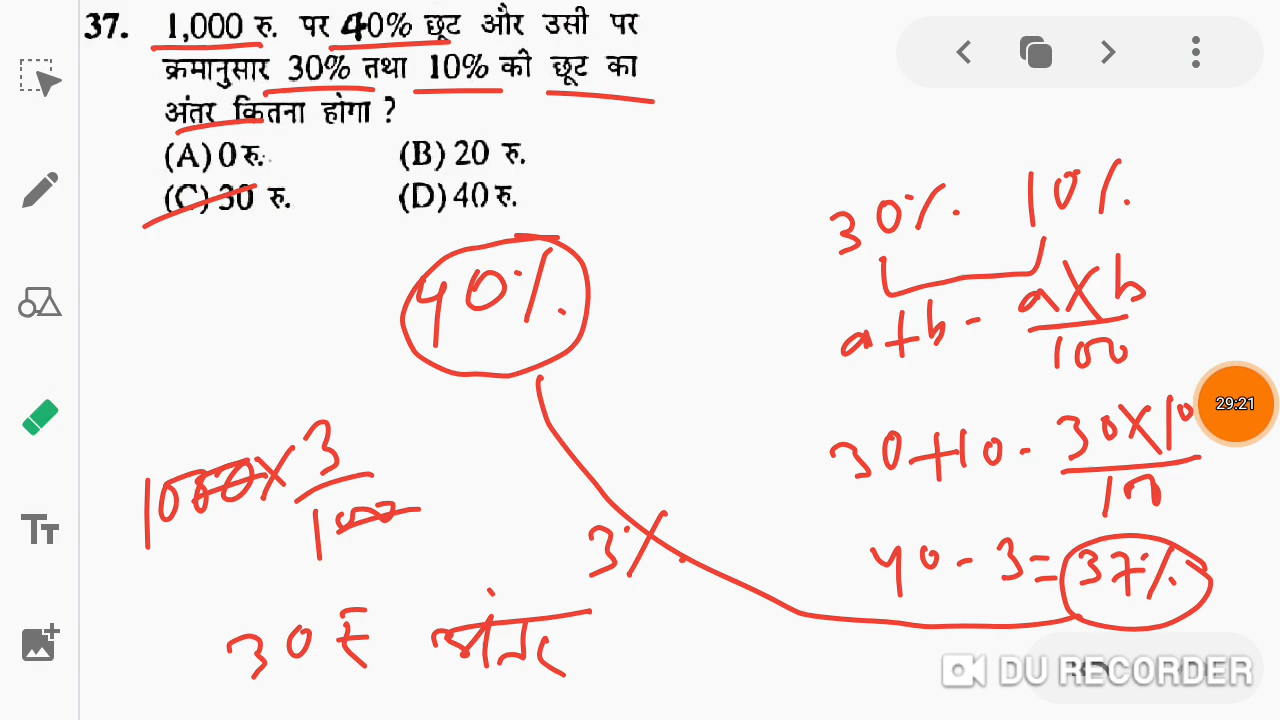 37. 1,000 रु. पर 40% छूट और उसी पर
क्रमानुसार 30% तथा 10% की छूट का
अंतर कितना होगा ?
(A) 0 रु. (B) 20 रु.
(C) 30 रु. (D) 40 रु.
30% 10%
40%
a+b - a×b/100
29:21
1000 × 3/100
30+10 - 30×10/100
3%
40 - 3 = 37%
30 ₹
DU RECORDER
Tт